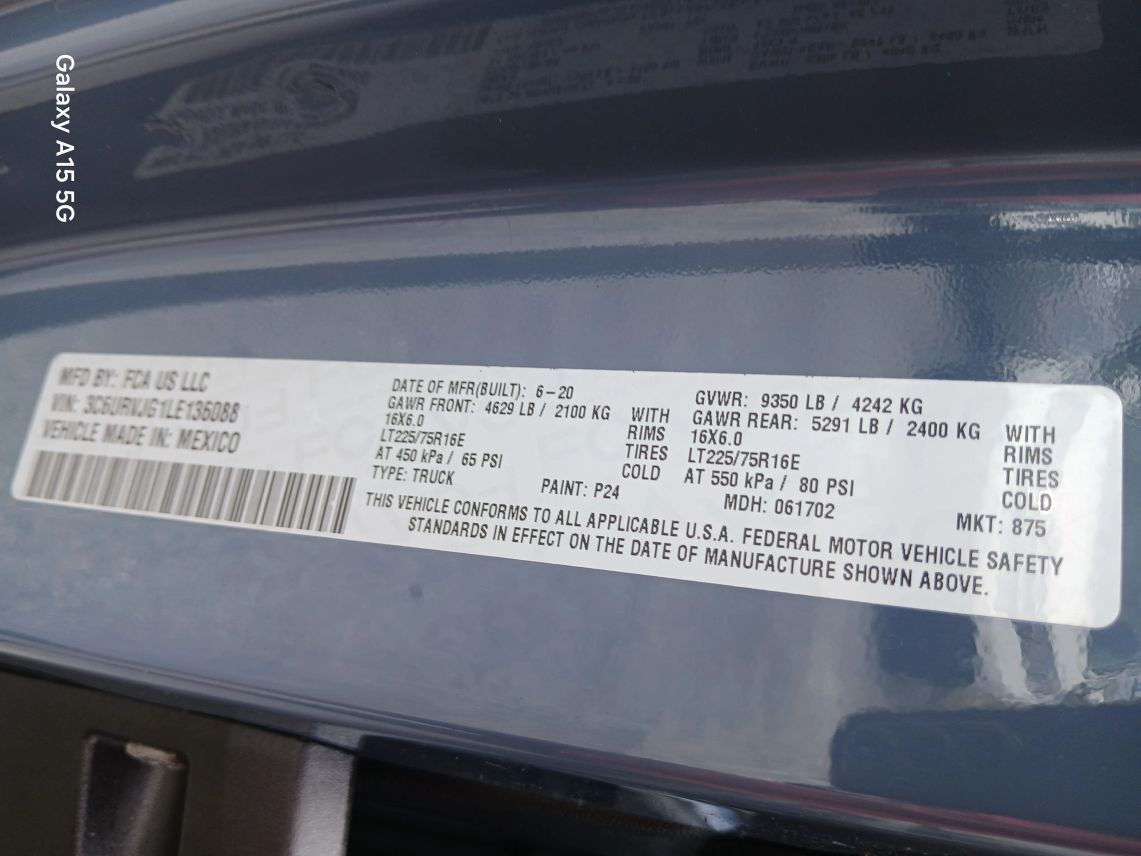 Galaxy A15 5G
MFD BY: FCA US LLC
VIN: 3C6URVJG1LE136088
VEHICLE MADE IN: MEXICO
DATE OF MFR(BUILT): 6-20
GAWR FRONT: 4629 LB / 2100 KG
16X6.0
LT225/75R16E
AT 450 kPa / 65 PSI
TYPE: TRUCK
WITH
RIMS
TIRES
COLD
PAINT: P24
GVWR: 9350 LB / 4242 KG
GAWR REAR: 5291 LB / 2400 KG
16X6.0
LT225/75R16E
AT 550 kPa / 80 PSI
MDH: 061702
WITH
RIMS
TIRES
COLD
MKT: 875
THIS VEHICLE CONFORMS TO ALL APPLICABLE U.S.A. FEDERAL MOTOR VEHICLE SAFETY
STANDARDS IN EFFECT ON THE DATE OF MANUFACTURE SHOWN ABOVE.